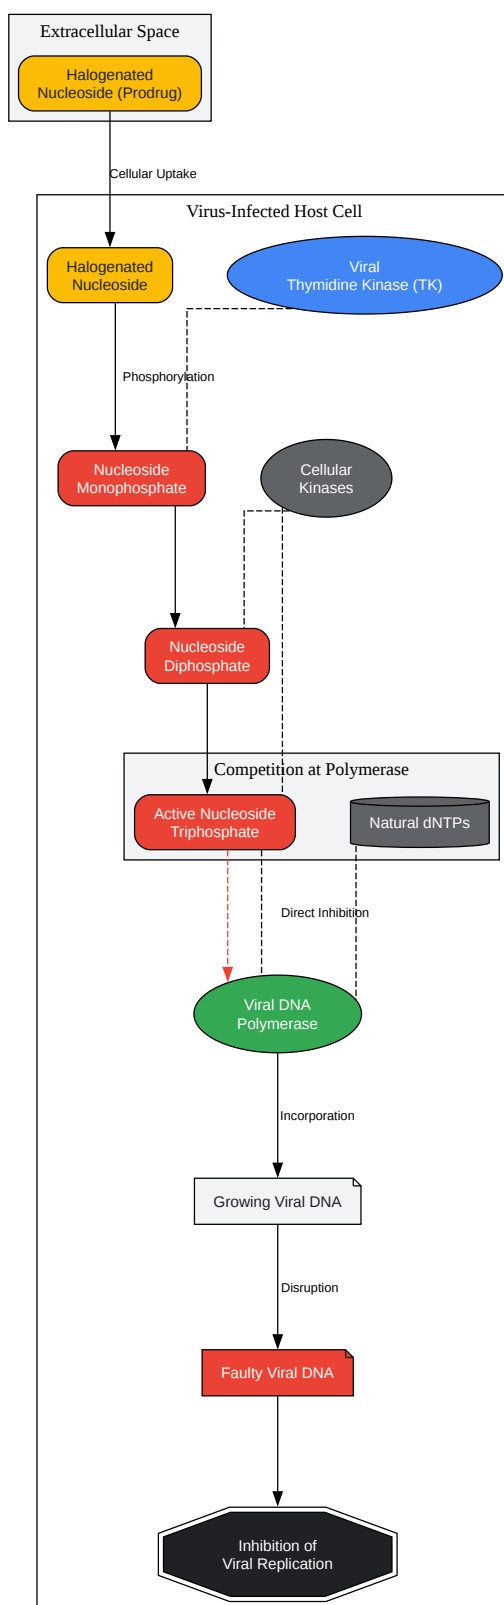 Extracellular Space
Halogenated
Nucleoside (Prodrug)
Cellular Uptake
Virus-Infected Host Cell
Halogenated
Nucleoside
Viral
Thymidine Kinase (TK)
Phosphorylation
Nucleoside
Monophosphate
Cellular
Kinases
Nucleoside
Diphosphate
Competition at Polymerase
Active Nucleoside
Triphosphate
Natural dNTPs
Direct Inhibition
Viral DNA
Polymerase
Incorporation
Growing Viral DNA
Disruption
Faulty Viral DNA
Inhibition of
Viral Replication